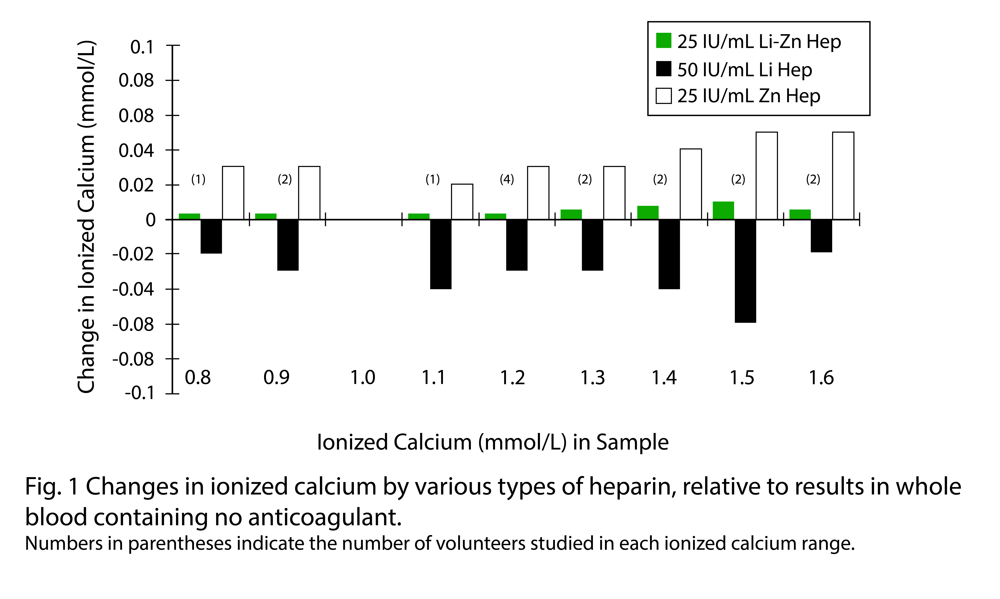 25 IU/mL Li-Zn Hep
50 IU/mL Li Hep
25 IU/mL Zn Hep
Change in Ionized Calcium (mmol/L)
0.1
0.08
0.08
0.04
0.02
0
-0.02
-0.04
-0.08
-0.08
-0.1
(1)
(2)
(1)
(4)
(2)
(2)
(2)
(2)
0.8 0.9 1.0 1.1 1.2 1.3 1.4 1.5 1.6
Ionized Calcium (mmol/L) in Sample
Fig. 1 Changes in ionized calcium by various types of heparin, relative to results in whole
blood containing no anticoagulant.
Numbers in parentheses indicate the number of volunteers studied in each ionized calcium range.